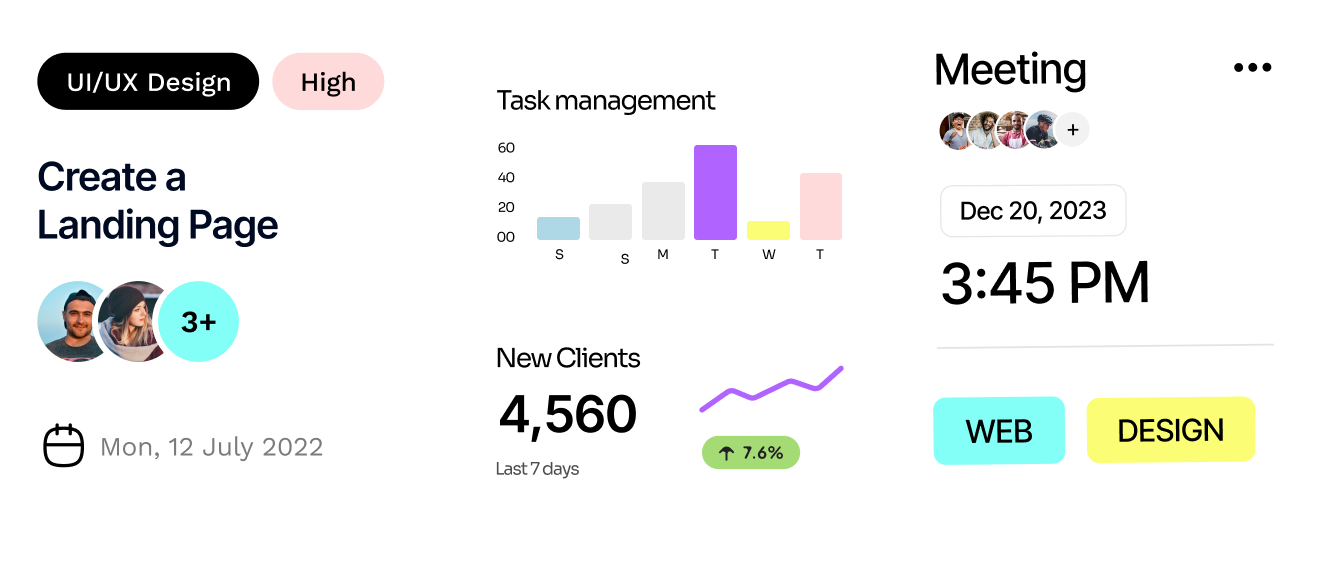 UI/UX Design High
Create a
Landing Page
3+
Mon, 12 July 2022
Task management
60
40
20
00
S S M T W T
New Clients
4,560
Last 7 days
7.6%
Meeting
+
Dec 20, 2023
3:45 PM
WEB DESIGN